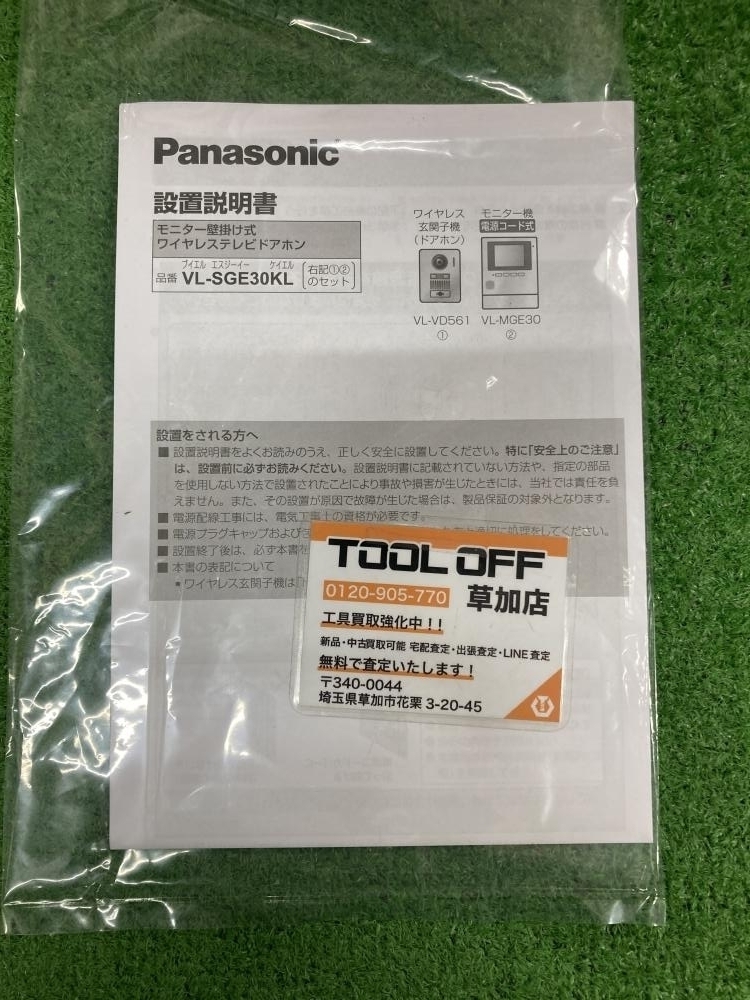 Panasonic
設置説明書
モニター壁掛け式
ワイヤレステレビドアホン
ブイエル エスジーイー ケイエル
品番 VL-SGE30KL
右記①②
のセット
ワイヤレス
玄関子機
(ドアホン)
VL-VD561
①
モニター機
電源コード式
VL-MGE30
②
設置をされる方へ
■ 設置説明書をよくお読みのうえ、正しく安全に設置してください。特に「安全上のご注意」
は、設置前に必ずお読みください。設置説明書に記載されていない方法や、指定の部品
を使用しない方法で設置されたことにより事故や損害が生じたときには、当社では責任を負
えません。また、その設置が原因で故障が生じた場合は、製品保証の対象外となります。
■ 電源配線工事には、電気工事士の資格が必要です。
■ 電源プラグキャップおよび 適切に処理をしてください。
■ 設置終了後は、必ず本書
■ 本書の表記について
• ワイヤレス玄関子機は
TOOL OFF
0120-905-770 草加店
工具買取強化中!!
新品・中古買取可能 宅配査定・出張査定・LINE査定
無料で査定いたします!
〒340-0044
埼玉県草加市花栗 3-20-45